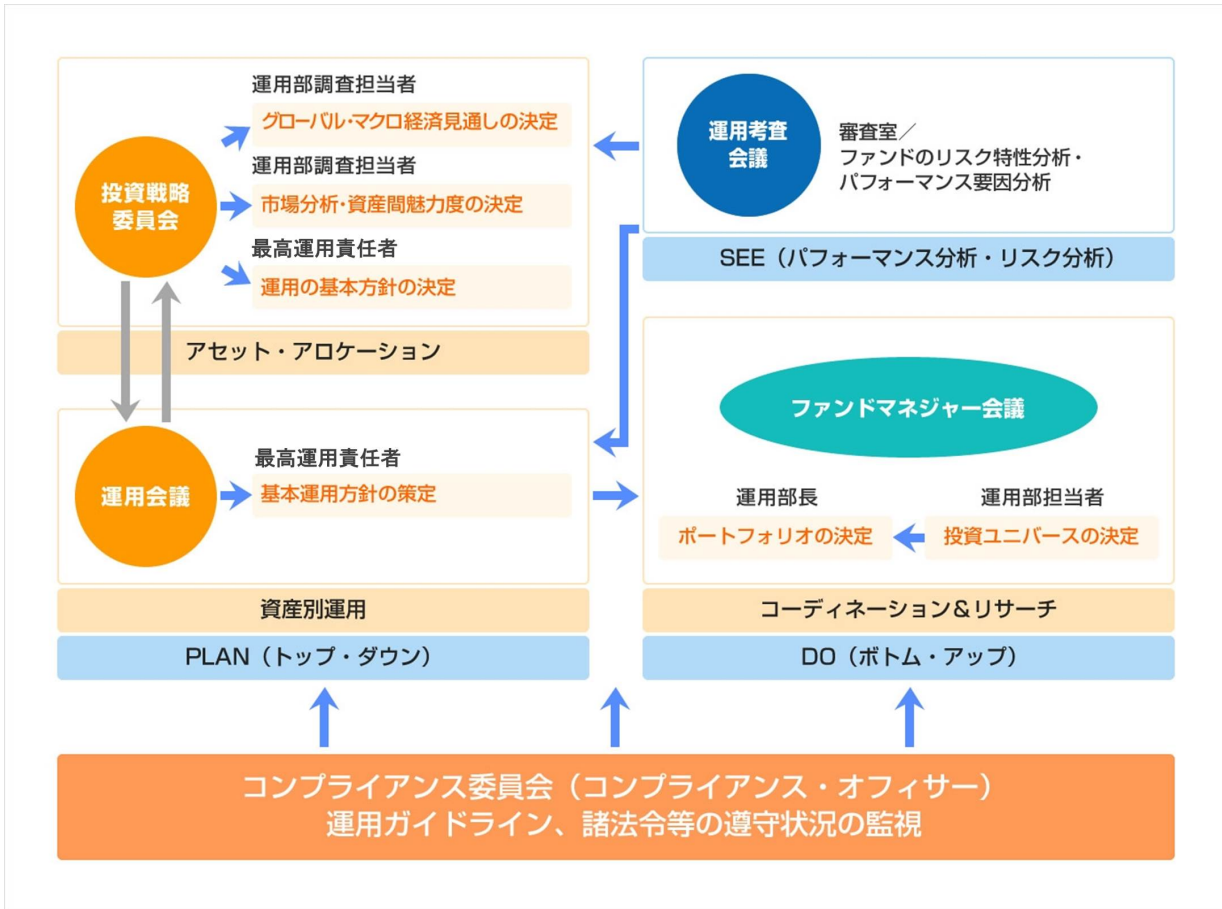 運用部調査担当者
グローバル・マクロ経済見通しの決定
投資戦略
委員会
運用部調査担当者
市場分析・資産間魅力度の決定
最高運用責任者
運用の基本方針の決定
アセット・アロケーション
運用考査
会議
審査室／
ファンドのリスク特性分析・
パフォーマンス要因分析
SEE（パフォーマンス分析・リスク分析）
運用会議
最高運用責任者
基本運用方針の策定
資産別運用
PLAN（トップ・ダウン）
ファンドマネジャー会議
運用部長
ポートフォリオの決定
運用部担当者
投資ユニバースの決定
コーディネーション＆リサーチ
DO（ボトム・アップ）
コンプライアンス委員会（コンプライアンス・オフィサー）
運用ガイドライン、諸法令等の遵守状況の監視